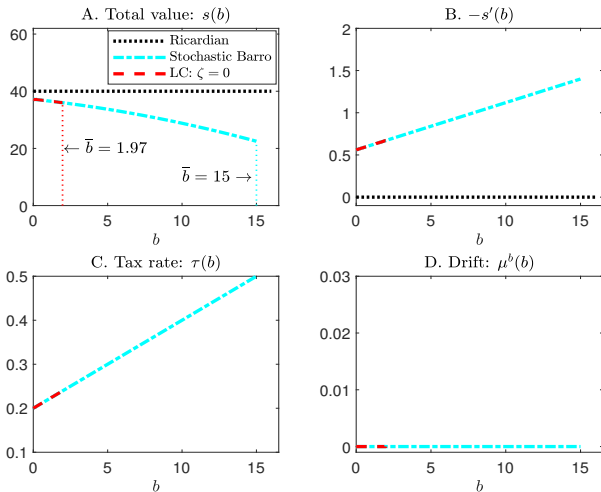 A. Total value: s(b)
60
40
20
0
0 5 10 15
b
Ricardian
Stochastic Barro
LC: ζ = 0
← b̅ = 1.97
b̅ = 15 →
B. −s′(b)
2
1.5
1
0.5
0
0 5 10 15
b
C. Tax rate: τ(b)
0.5
0.4
0.3
0.2
0.1
0 5 10 15
b
D. Drift: μᵇ(b)
0.03
0.02
0.01
0
0 5 10 15
b